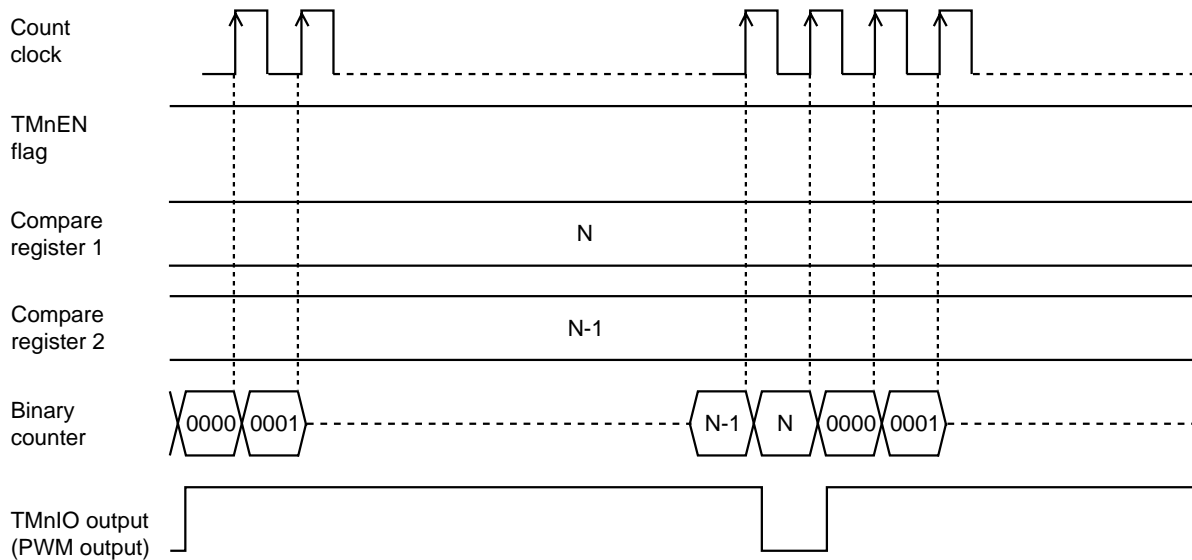 Count
clock
TMnEN
flag
Compare
register 1
N
Compare
register 2
N-1
Binary
counter
0000 0001 N-1 N 0000 0001
TMnIO output
(PWM output)